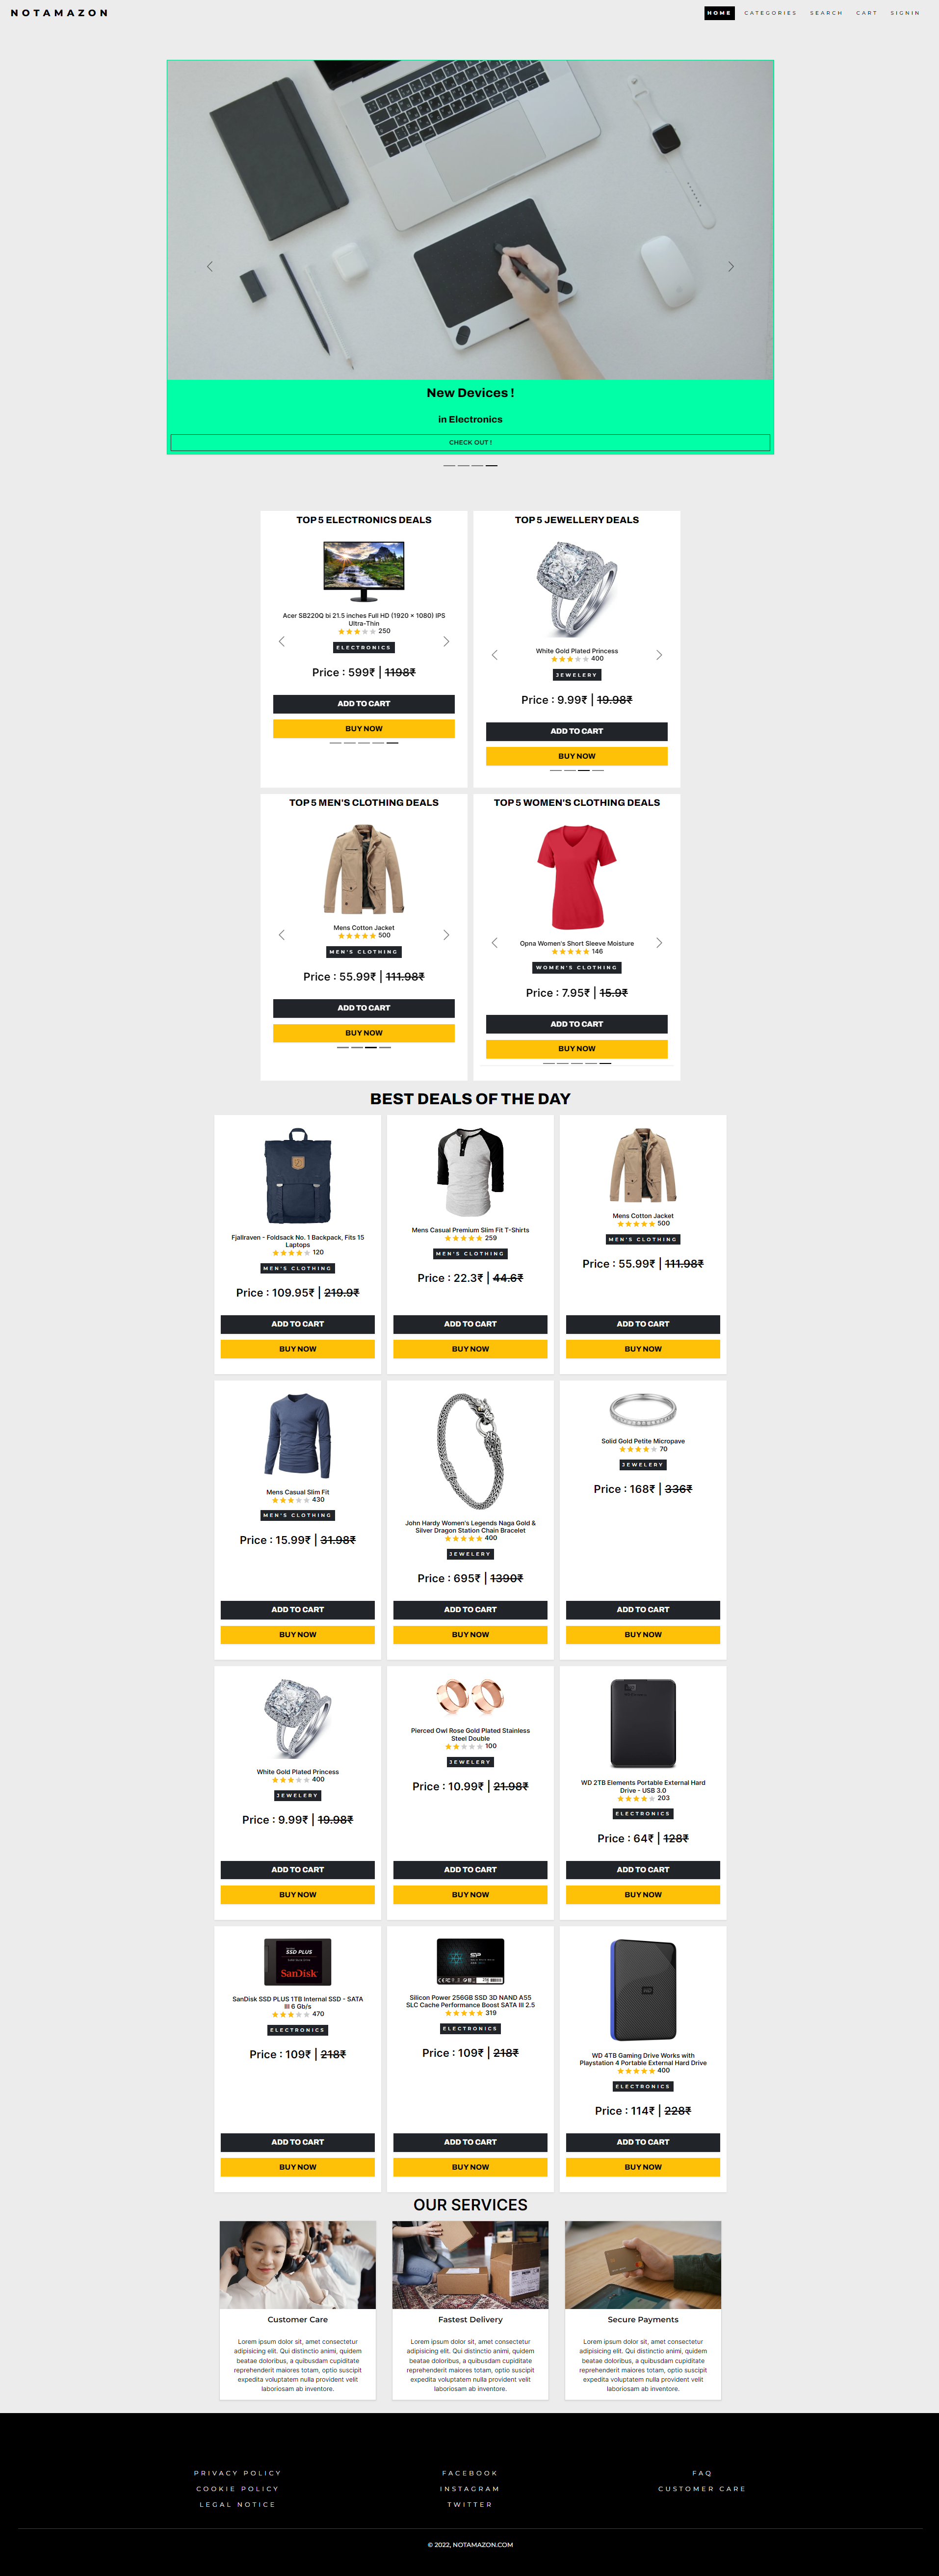 NOTAMAZON
HOME CATEGORIES SEARCH CART SIGNIN
New Devices !
in Electronics
CHECK OUT !
TOP 5 ELECTRONICS DEALS
Acer SB220Q bi 21.5 inches Full HD (1920 x 1080) IPS
Ultra-Thin
250
ELECTRONICS
Price : 599₹ | 1198₹
ADD TO CART
BUY NOW
TOP 5 JEWELLERY DEALS
White Gold Plated Princess
400
JEWELERY
Price : 9.99₹ | 19.98₹
ADD TO CART
BUY NOW
TOP 5 MEN'S CLOTHING DEALS
Mens Cotton Jacket
500
MEN'S CLOTHING
Price : 55.99₹ | 111.98₹
ADD TO CART
BUY NOW
TOP 5 WOMEN'S CLOTHING DEALS
Opna Women's Short Sleeve Moisture
146
WOMEN'S CLOTHING
Price : 7.95₹ | 15.9₹
ADD TO CART
BUY NOW
BEST DEALS OF THE DAY
Fjallraven - Foldsack No. 1 Backpack, Fits 15
Laptops
120
MEN'S CLOTHING
Price : 109.95₹ | 219.9₹
ADD TO CART
BUY NOW
Mens Casual Premium Slim Fit T-Shirts
259
MEN'S CLOTHING
Price : 22.3₹ | 44.6₹
ADD TO CART
BUY NOW
Mens Cotton Jacket
500
MEN'S CLOTHING
Price : 55.99₹ | 111.98₹
ADD TO CART
BUY NOW
Mens Casual Slim Fit
430
MEN'S CLOTHING
Price : 15.99₹ | 31.98₹
ADD TO CART
BUY NOW
John Hardy Women's Legends Naga Gold &
Silver Dragon Station Chain Bracelet
400
JEWELERY
Price : 695₹ | 1390₹
ADD TO CART
BUY NOW
Solid Gold Petite Micropave
70
JEWELERY
Price : 168₹ | 336₹
ADD TO CART
BUY NOW
White Gold Plated Princess
400
JEWELERY
Price : 9.99₹ | 19.98₹
ADD TO CART
BUY NOW
Pierced Owl Rose Gold Plated Stainless
Steel Double
100
JEWELERY
Price : 10.99₹ | 21.98₹
ADD TO CART
BUY NOW
WD 2TB Elements Portable External Hard
Drive - USB 3.0
203
ELECTRONICS
Price : 64₹ | 128₹
ADD TO CART
BUY NOW
SSD PLUS
SanDisk
SanDisk SSD PLUS 1TB Internal SSD - SATA
III 6 Gb/s
470
ELECTRONICS
Price : 109₹ | 218₹
ADD TO CART
BUY NOW
SP
Silicon Power 256GB SSD 3D NAND A55
SLC Cache Performance Boost SATA III 2.5
319
ELECTRONICS
Price : 109₹ | 218₹
ADD TO CART
BUY NOW
WD
WD 4TB Gaming Drive Works with
Playstation 4 Portable External Hard Drive
400
ELECTRONICS
Price : 114₹ | 228₹
ADD TO CART
BUY NOW
OUR SERVICES
Customer Care
Lorem ipsum dolor sit, amet consectetur
adipisicing elit. Qui distinctio animi, quidem
beatae doloribus, a quibusdam cupiditate
reprehenderit maiores totam, optio suscipit
expedita voluptatem nulla provident velit
laboriosam ab inventore.
Fastest Delivery
Lorem ipsum dolor sit, amet consectetur
adipisicing elit. Qui distinctio animi, quidem
beatae doloribus, a quibusdam cupiditate
reprehenderit maiores totam, optio suscipit
expedita voluptatem nulla provident velit
laboriosam ab inventore.
Secure Payments
Lorem ipsum dolor sit, amet consectetur
adipisicing elit. Qui distinctio animi, quidem
beatae doloribus, a quibusdam cupiditate
reprehenderit maiores totam, optio suscipit
expedita voluptatem nulla provident velit
laboriosam ab inventore.
PRIVACY POLICY
COOKIE POLICY
LEGAL NOTICE
FACEBOOK
INSTAGRAM
TWITTER
FAQ
CUSTOMER CARE
© 2022, NOTAMAZON.COM